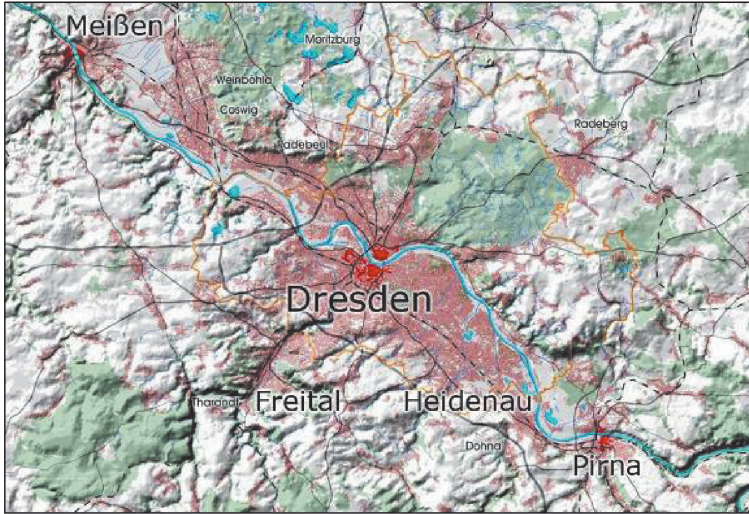 Meißen
Moritzburg
Weinböhla
Coswig
Radebeul
Radeberg
Dresden
Tharandt
Freital
Heidenau
Dohna
Pirna